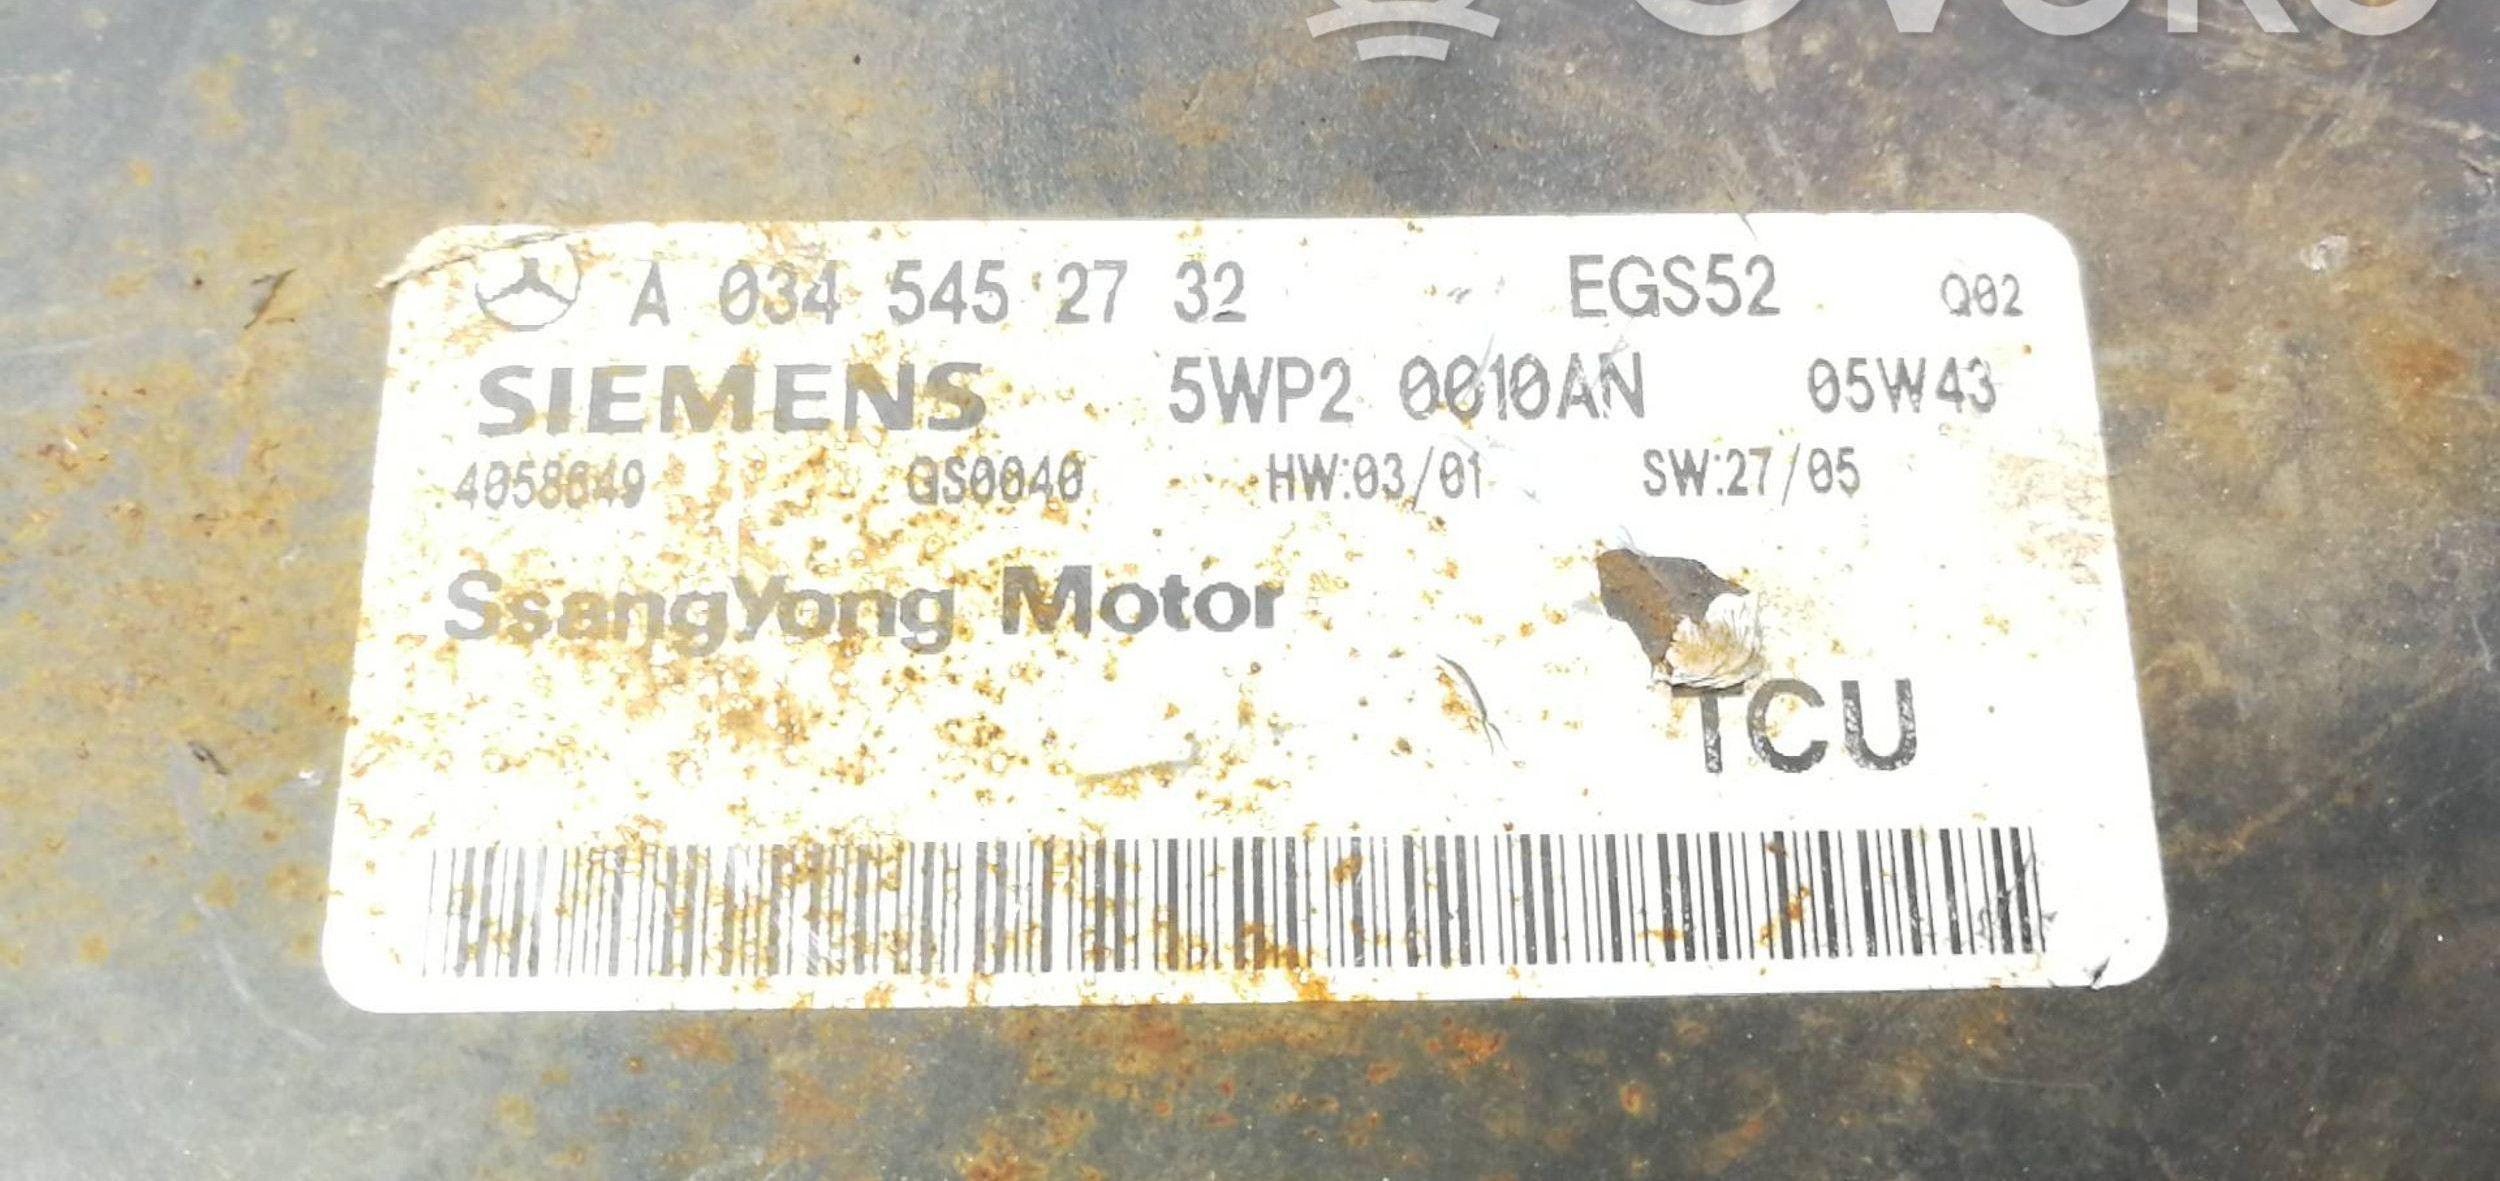 A 034 545 27 32 EGS52 Q02
SIEMENS 5WP2 0010AN 05W43
4058649 QS0040 HW:03/01 SW:27/05
SsangYong Motor
TCU